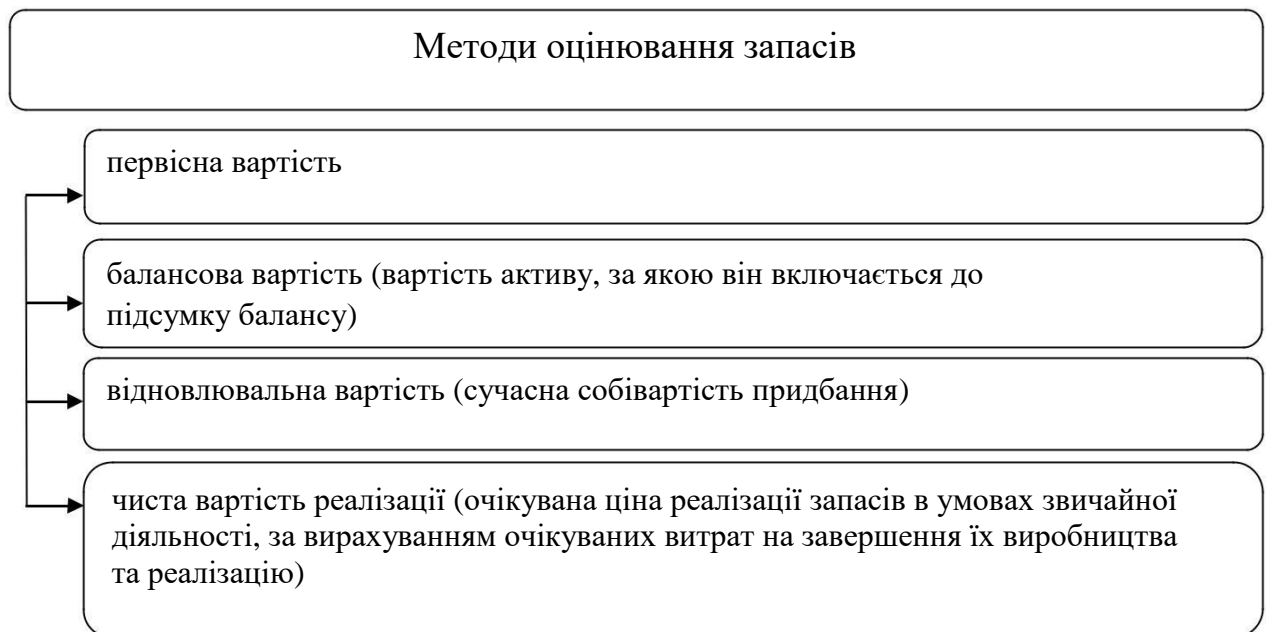 Методи оцінювання запасів
первісна вартість
балансова вартість (вартість активу, за якою він включається до
підсумку балансу)
відновлювальна вартість (сучасна собівартість придбання)
чиста вартість реалізації (очікувана ціна реалізації запасів в умовах звичайної
діяльності, за вирахуванням очікуваних витрат на завершення їх виробництва
та реалізацію)